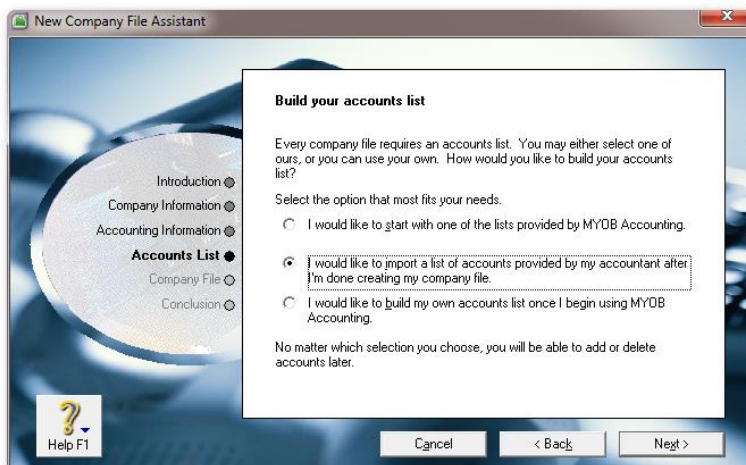 New Company File Assistant
Build your accounts list
Every company file requires an accounts list. You may either select one of
ours, or you can use your own. How would you like to build your accounts
list?
Select the option that most fits your needs.
I would like to start with one of the lists provided by MYOB Accounting.
I would like to import a list of accounts provided by my accountant after
I'm done creating my company file.
I would like to build my own accounts list once I begin using MYOB
Accounting.
No matter which selection you choose, you will be able to add or delete
accounts later.
Introduction
Company Information
Accounting Information
Accounts List
Company File
Conclusion
Help F1
Cancel
< Back
Next >